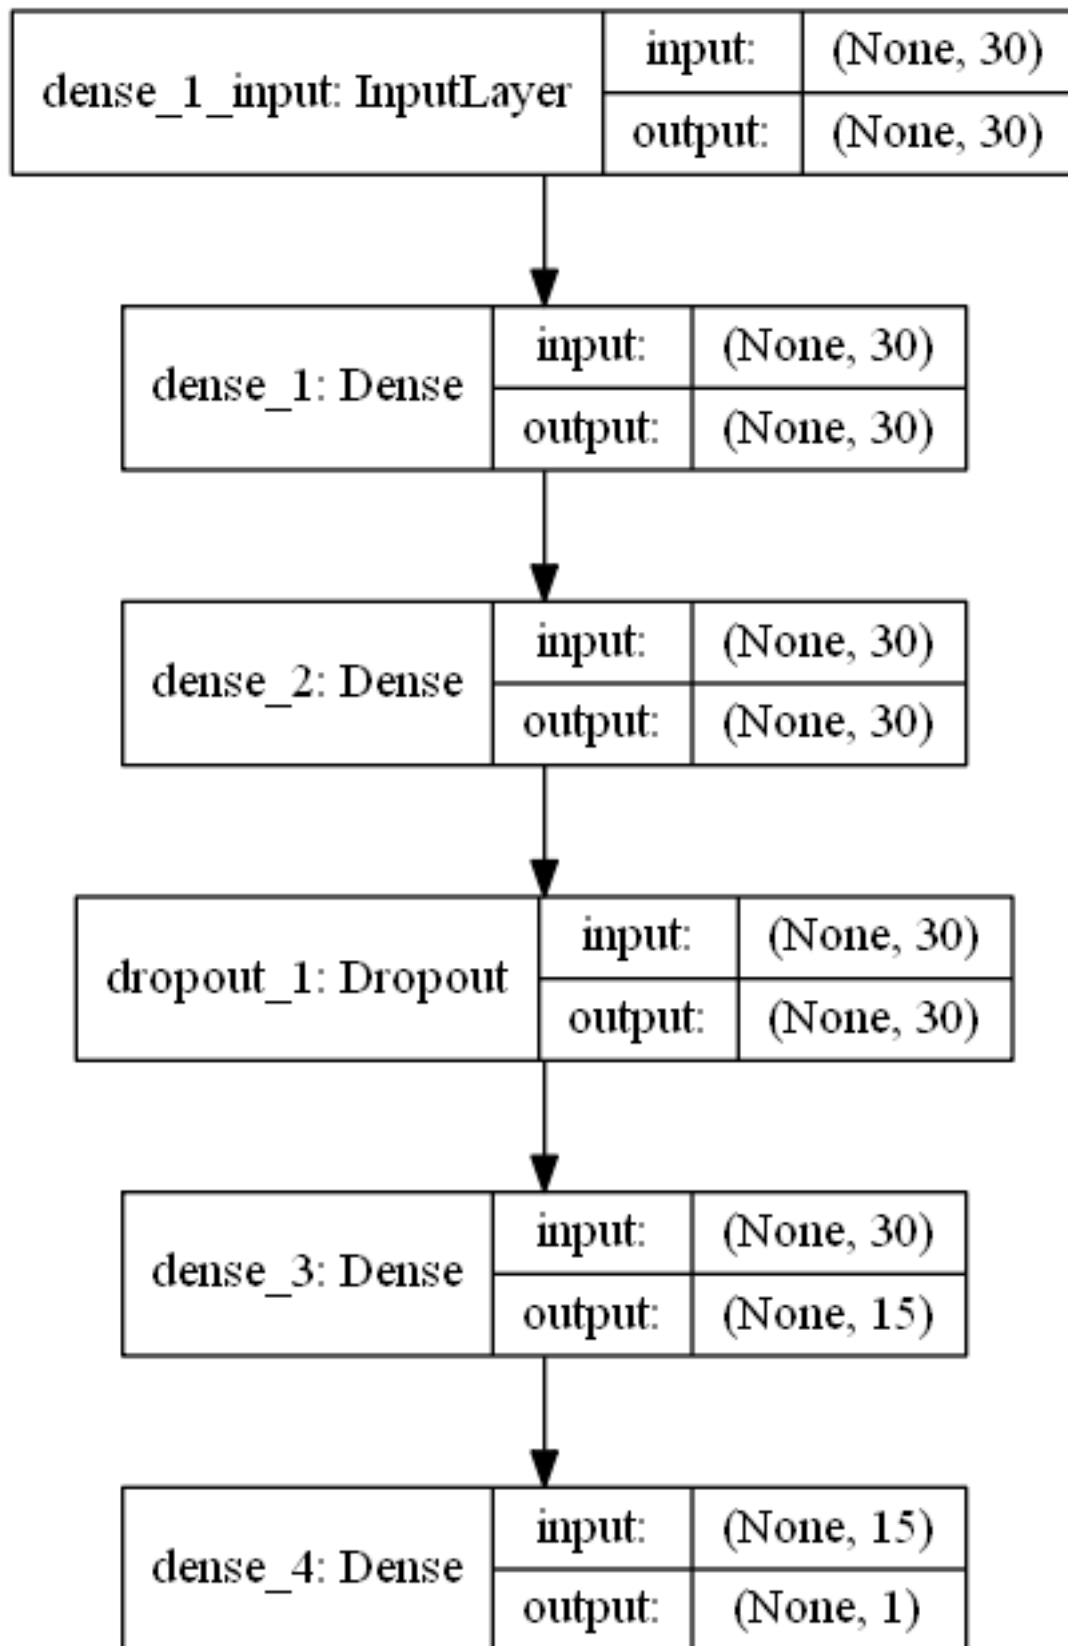 dense_1_input: InputLayer
input: (None, 30)
output: (None, 30)
dense_1: Dense
input: (None, 30)
output: (None, 30)
dense_2: Dense
input: (None, 30)
output: (None, 30)
dropout_1: Dropout
input: (None, 30)
output: (None, 30)
dense_3: Dense
input: (None, 30)
output: (None, 15)
dense_4: Dense
input: (None, 15)
output: (None, 1)